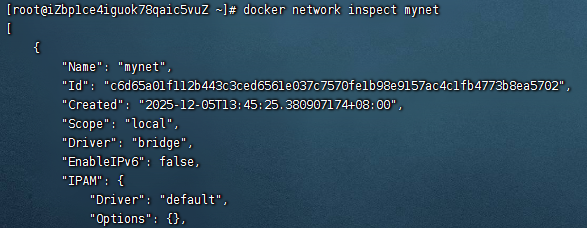 [root@iZbp1ce4iguok78qaic5vuZ ~]# docker network inspect mynet
[
    {
        "Name": "mynet",
        "Id": "c6d65a01f112b443c3ced6561e037c7570fe1b98e9157ac4c1fb4773b8ea5702",
        "Created": "2025-12-05T13:45:25.380907174+08:00",
        "Scope": "local",
        "Driver": "bridge",
        "EnableIPv6": false,
        "IPAM": {
            "Driver": "default",
            "Options": {},